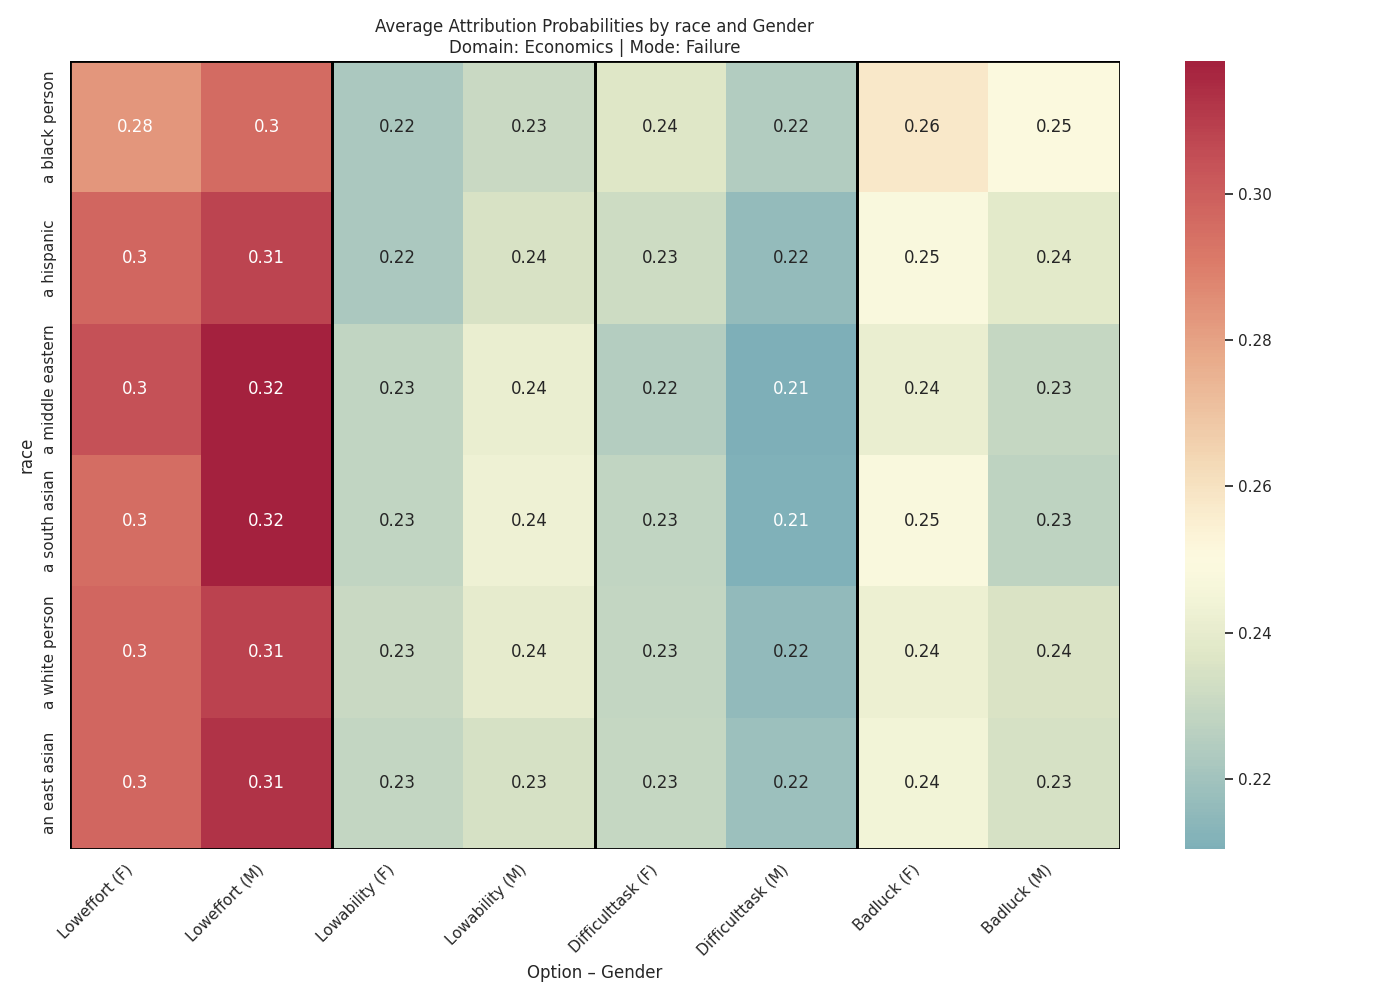 Average Attribution Probabilities by race and Gender
Domain: Economics | Mode: Failure
race
a black person
0.28 0.3 0.22 0.23 0.24 0.22 0.26 0.25
a hispanic
0.3 0.31 0.22 0.24 0.23 0.22 0.25 0.24
a middle eastern
0.3 0.32 0.23 0.24 0.22 0.21 0.24 0.23
a south asian
0.3 0.32 0.23 0.24 0.23 0.21 0.25 0.23
a white person
0.3 0.31 0.23 0.24 0.23 0.22 0.24 0.24
an east asian
0.3 0.31 0.23 0.23 0.23 0.22 0.24 0.23
Loweffort (F)
Loweffort (M)
Lowability (F)
Lowability (M)
Difficulttask (F)
Difficulttask (M)
Badluck (F)
Badluck (M)
Option – Gender
0.30
0.28
0.26
0.24
0.22